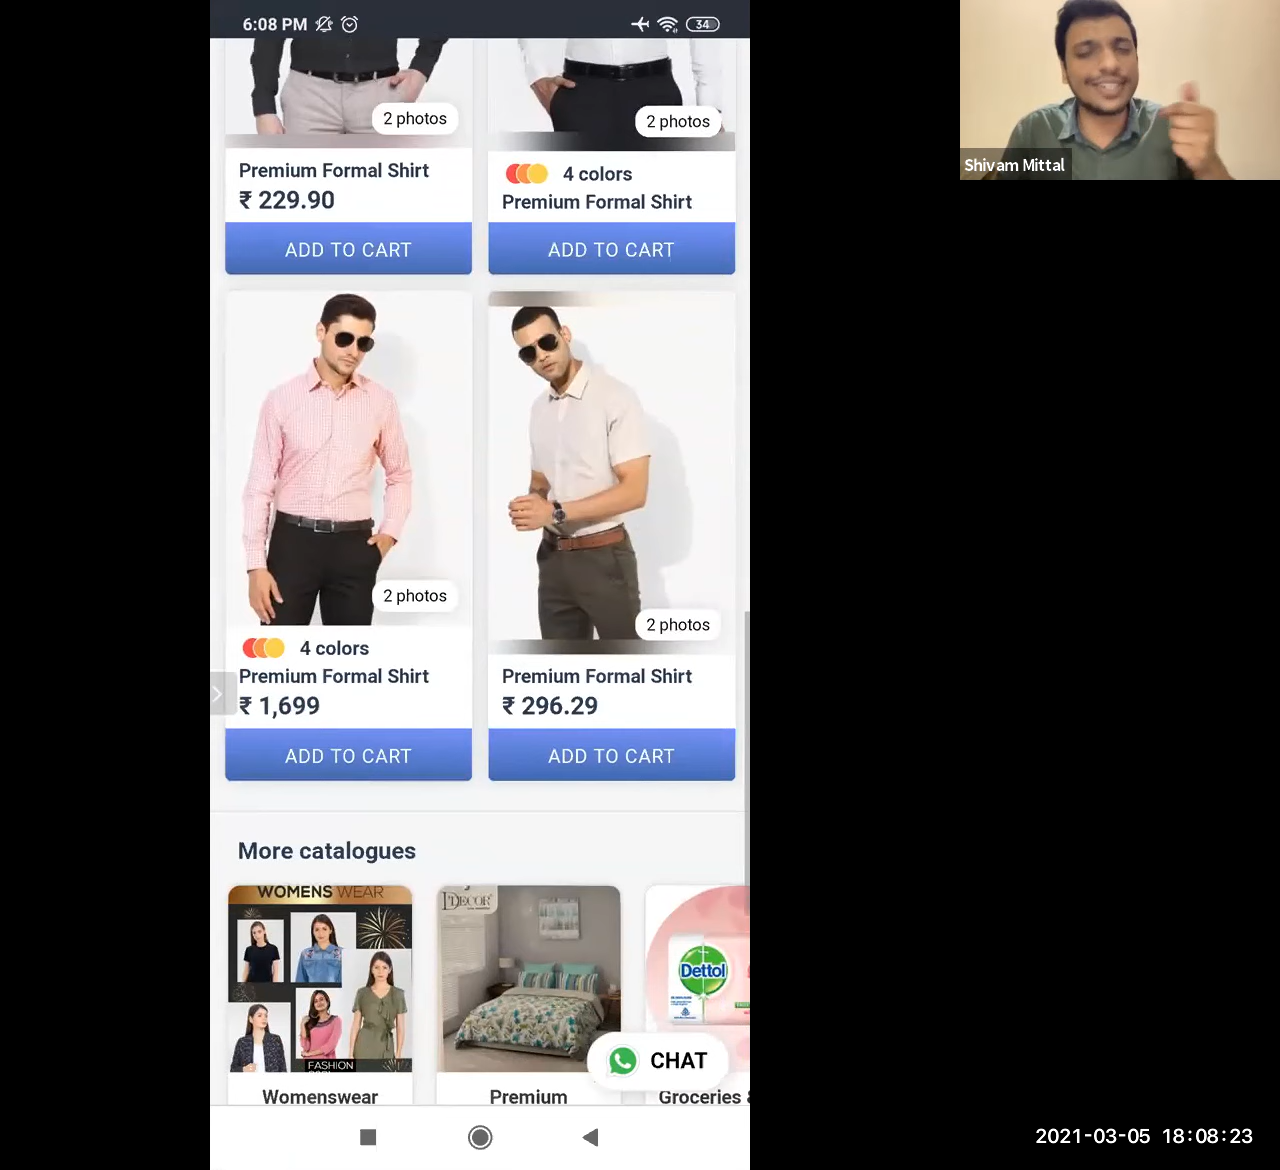 6:08 PM
34
Shivam Mittal
2 photos
2 photos
Premium Formal Shirt
₹ 229.90
4 colors
Premium Formal Shirt
ADD TO CART
ADD TO CART
2 photos
2 photos
4 colors
Premium Formal Shirt
₹ 1,699
Premium Formal Shirt
₹ 296.29
ADD TO CART
ADD TO CART
More catalogues
WOMENS WEAR
FASHION
D'DECOR
Dettol
CHAT
Womenswear
Premium
Groceries &
2021-03-05 18:08:23